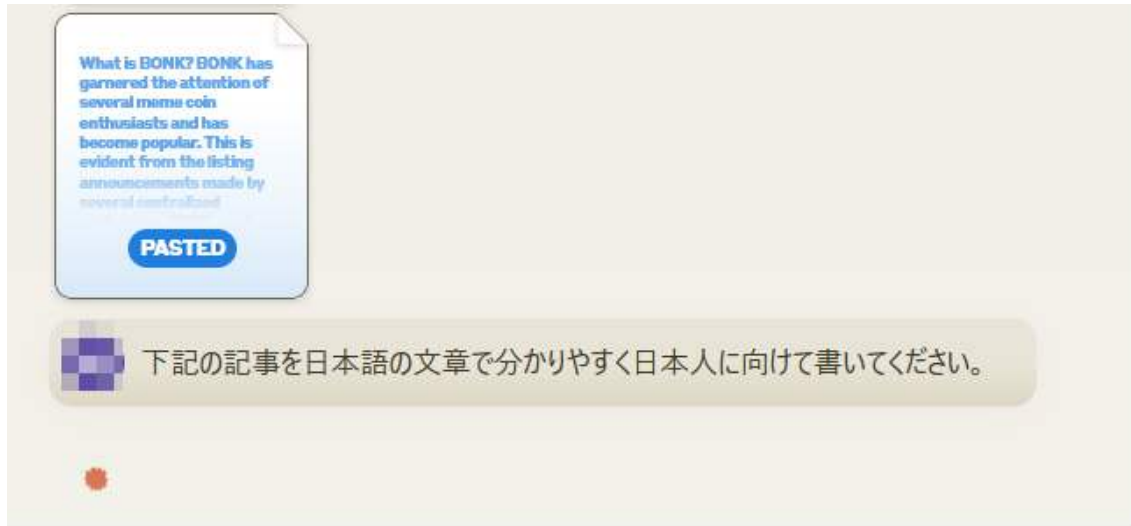 What is BONK? BONK has
garnered the attention of
several meme coin
enthusiasts and has
become popular. This is
evident from the listing
announcements made by
several centralized
PASTED
下記の記事を日本語の文章で分かりやすく日本人に向けて書いてください。